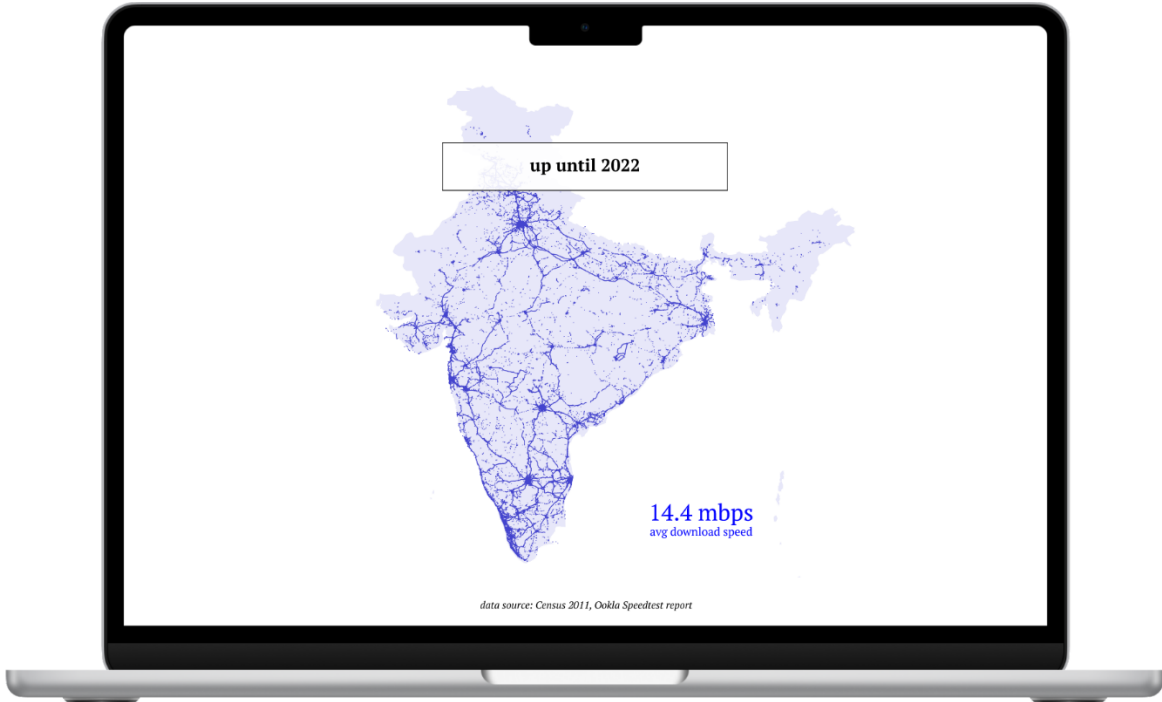 up until 2022
14.4 mbps
avg download speed
data source: Census 2011, Ookla Speedtest report